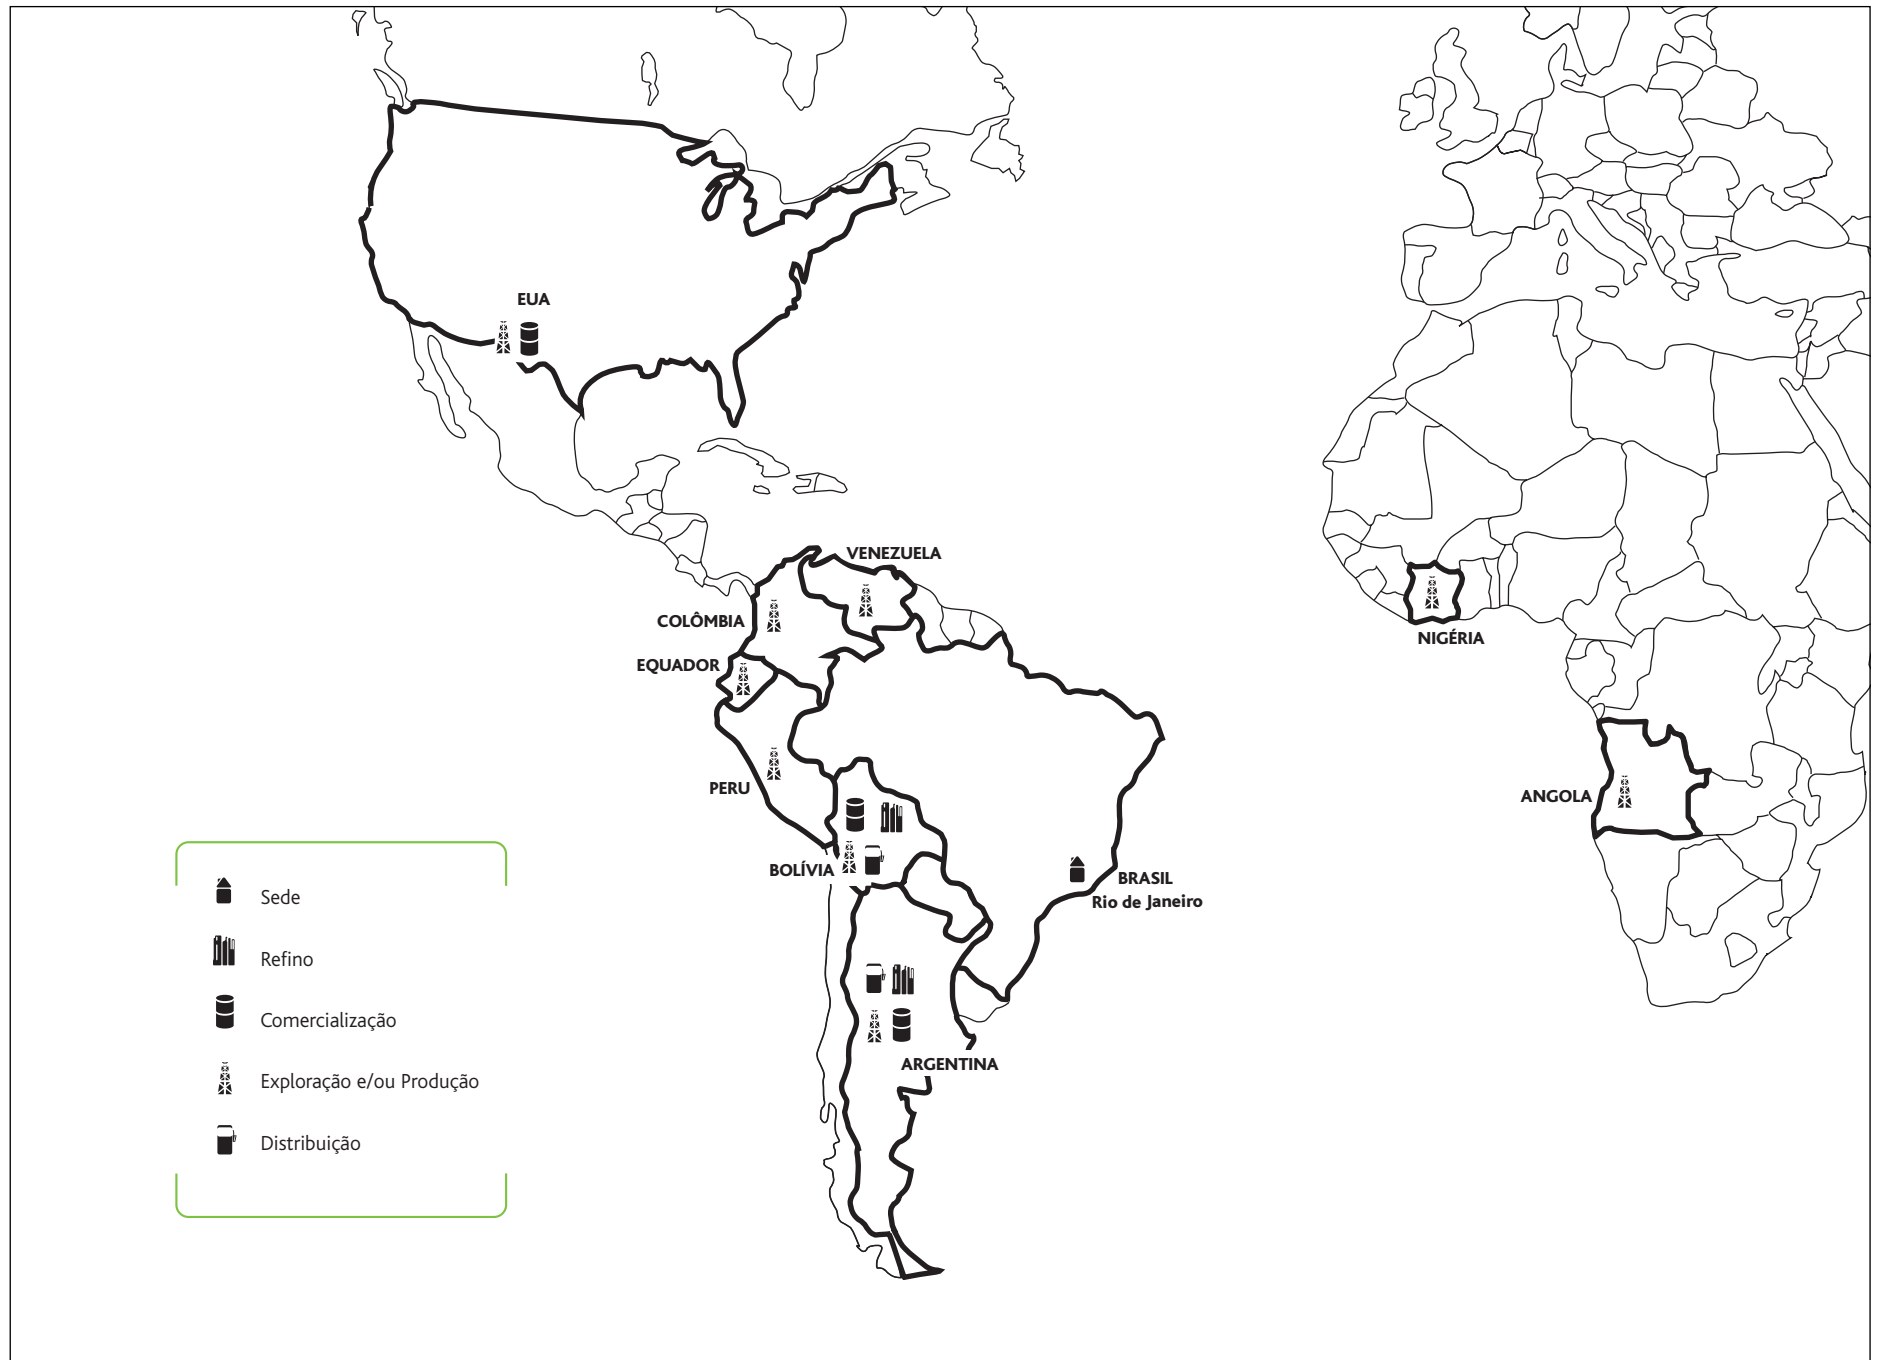 EUA
VENEZUELA
COLÔMBIA
EQUADOR
NIGÉRIA
PERU
ANGOLA
BOLÍVIA
BRASIL
Rio de Janeiro
ARGENTINA
Sede
Refino
Comercialização
Exploração e/ou Produção
Distribuição